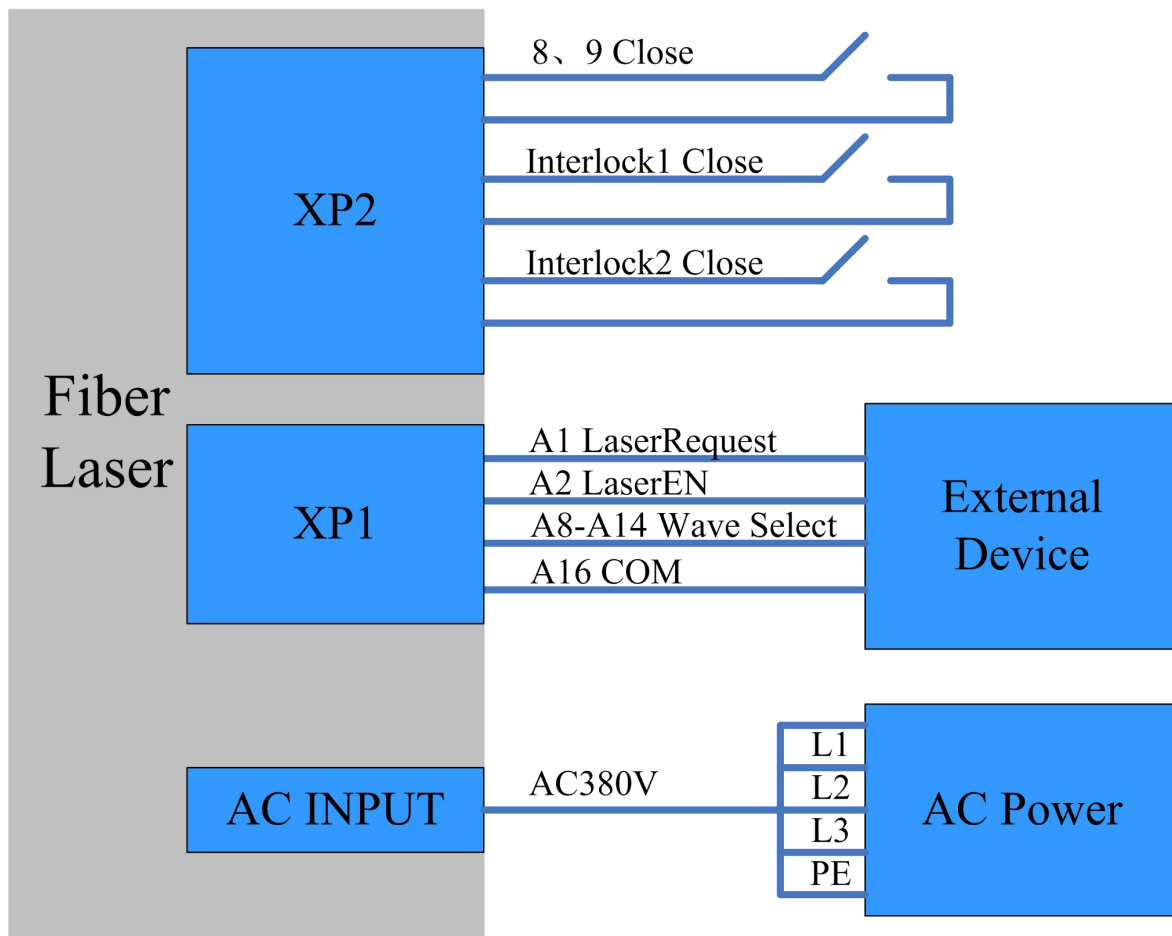 8、9 Close
XP2
Interlock1 Close
Interlock2 Close
Fiber
Laser
XP1
A1 LaserRequest
A2 LaserEN
A8-A14 Wave Select
A16 COM
External
Device
AC INPUT
AC380V
L1
L2
L3
PE
AC Power